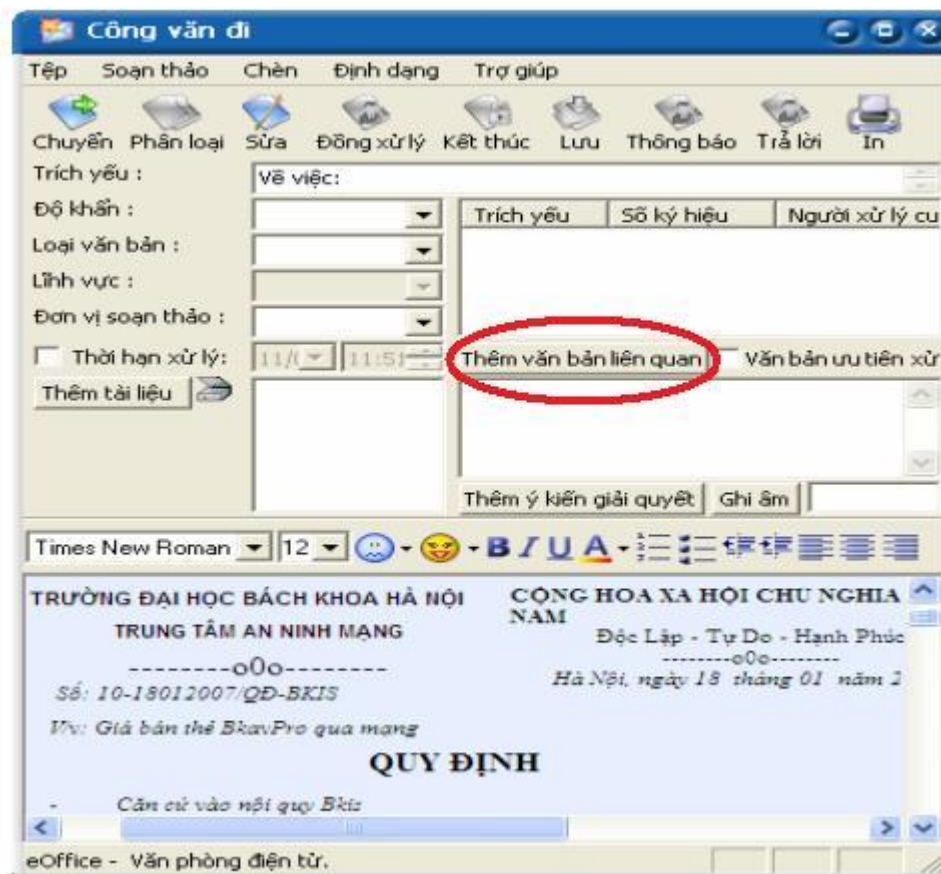 Công văn đi
Tệp Soạn thảo Chèn Định dạng Trợ giúp
Chuyển Phân loại Sửa Đồng xử lý Kết thúc Lưu Thông báo Trả lời In
Trích yếu : Về việc:
Độ khẩn : Trích yếu Số ký hiệu Người xử lý cu
Loại văn bản :
Lĩnh vực :
Đơn vị soạn thảo :
Thời hạn xử lý: 11/0 11:51 Thêm văn bản liên quan Văn bản ưu tiên xử
Thêm tài liệu
Thêm ý kiến giải quyết Ghi âm
Times New Roman 12 B I U A
TRƯỜNG ĐẠI HỌC BÁCH KHOA HÀ NỘI
TRUNG TÂM AN NINH MẠNG
--------o0o--------
Số: 10-18012007/QĐ-BKIS
V/v: Giá bán thẻ BkavPro qua mạng
CỘNG HOA XA HỘI CHU NGHIA
NAM
Độc Lập - Tự Do - Hạnh Phúc
--------o0o--------
Hà Nội, ngày 18 tháng 01 năm 2
QUY ĐỊNH
- Căn cứ vào nội quy Bkis
eOffice - Văn phòng điện tử.